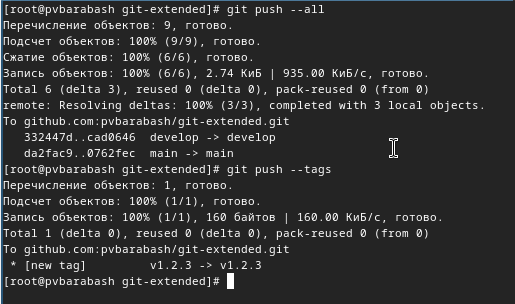 [root@pvbarabash git-extended]# git push --all
Перечисление объектов: 9, готово.
Подсчет объектов: 100% (9/9), готово.
Сжатие объектов: 100% (6/6), готово.
Запись объектов: 100% (6/6), 2.74 КиБ | 935.00 КиБ/с, готово.
Total 6 (delta 3), reused 0 (delta 0), pack-reused 0 (from 0)
remote: Resolving deltas: 100% (3/3), completed with 3 local objects.
To github.com:pvbarabash/git-extended.git
   332447d..cad0646  develop -> develop
   da2fac9..0762fec  main -> main
[root@pvbarabash git-extended]# git push --tags
Перечисление объектов: 1, готово.
Подсчет объектов: 100% (1/1), готово.
Запись объектов: 100% (1/1), 160 байтов | 160.00 КиБ/с, готово.
Total 1 (delta 0), reused 0 (delta 0), pack-reused 0 (from 0)
To github.com:pvbarabash/git-extended.git
 * [new tag]         v1.2.3 -> v1.2.3
[root@pvbarabash git-extended]#